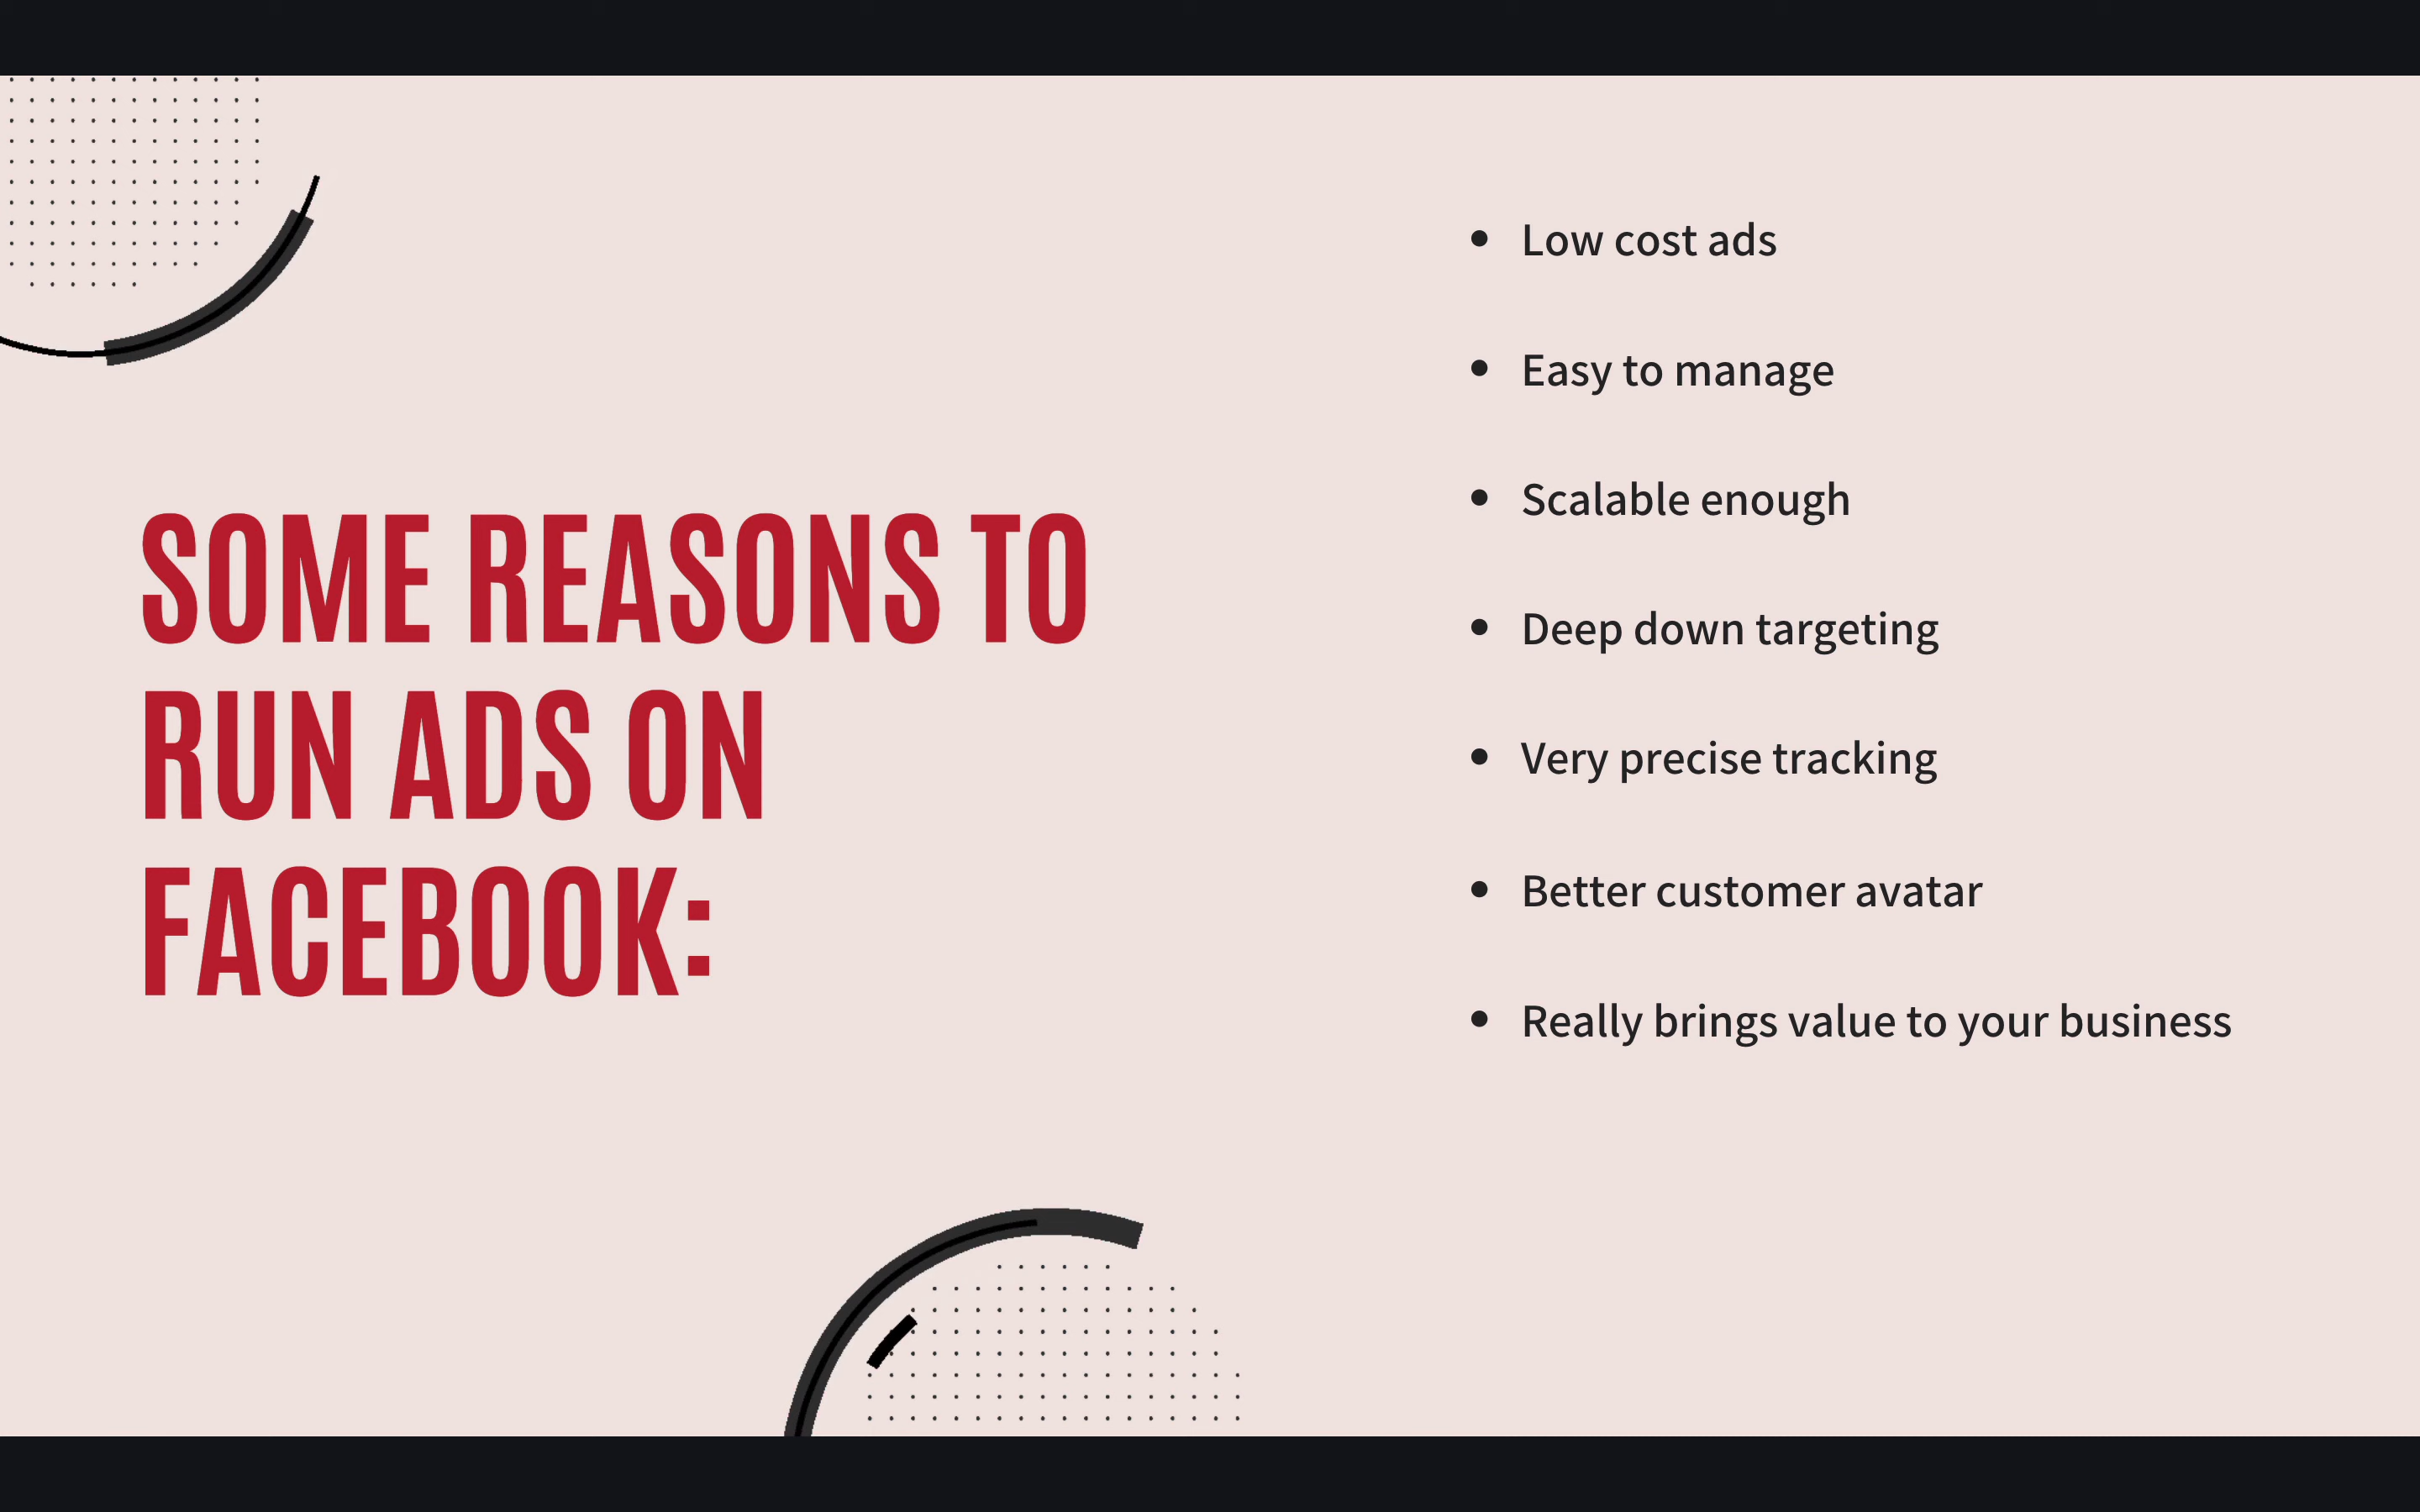 SOME REASONS TO
RUN ADS ON
FACEBOOK:
• Low cost ads
• Easy to manage
• Scalable enough
• Deep down targeting
• Very precise tracking
• Better customer avatar
• Really brings value to your business